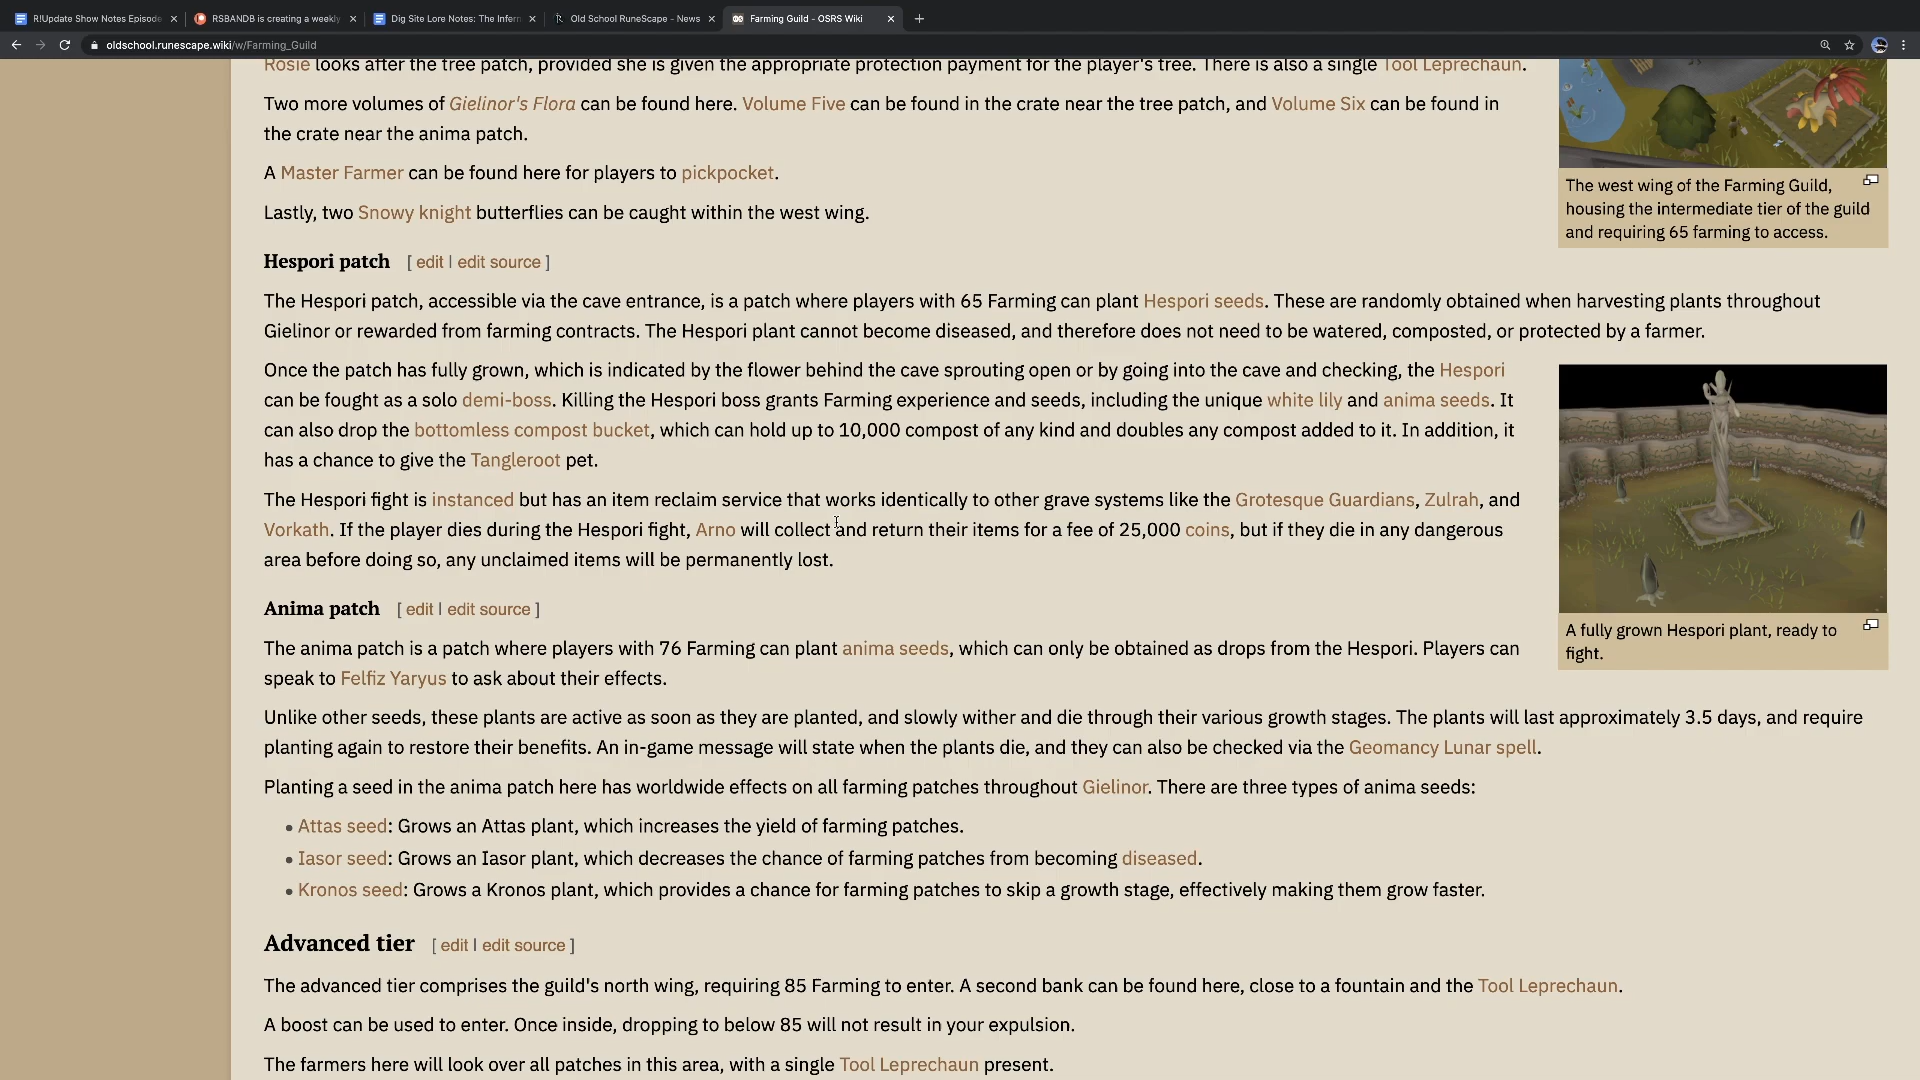 R!Update Show Notes Episode
RSBANDB is creating a weekly
Dig Site Lore Notes: The Infern
Old School RuneScape - News
Farming Guild - OSRS Wiki
oldschool.runescape.wiki/w/Farming_Guild
Rosie looks after the tree patch, provided she is given the appropriate protection payment for the player's tree. There is also a single Tool Leprechaun.
Two more volumes of Gielinor's Flora can be found here. Volume Five can be found in the crate near the tree patch, and Volume Six can be found in
the crate near the anima patch.
A Master Farmer can be found here for players to pickpocket.
Lastly, two Snowy knight butterflies can be caught within the west wing.
The west wing of the Farming Guild,
housing the intermediate tier of the guild
and requiring 65 farming to access.
Hespori patch [ edit | edit source ]
The Hespori patch, accessible via the cave entrance, is a patch where players with 65 Farming can plant Hespori seeds. These are randomly obtained when harvesting plants throughout
Gielinor or rewarded from farming contracts. The Hespori plant cannot become diseased, and therefore does not need to be watered, composted, or protected by a farmer.
Once the patch has fully grown, which is indicated by the flower behind the cave sprouting open or by going into the cave and checking, the Hespori
can be fought as a solo demi-boss. Killing the Hespori boss grants Farming experience and seeds, including the unique white lily and anima seeds. It
can also drop the bottomless compost bucket, which can hold up to 10,000 compost of any kind and doubles any compost added to it. In addition, it
has a chance to give the Tangleroot pet.
The Hespori fight is instanced but has an item reclaim service that works identically to other grave systems like the Grotesque Guardians, Zulrah, and
Vorkath. If the player dies during the Hespori fight, Arno will collect and return their items for a fee of 25,000 coins, but if they die in any dangerous
area before doing so, any unclaimed items will be permanently lost.
A fully grown Hespori plant, ready to
fight.
Anima patch [ edit | edit source ]
The anima patch is a patch where players with 76 Farming can plant anima seeds, which can only be obtained as drops from the Hespori. Players can
speak to Felfiz Yaryus to ask about their effects.
Unlike other seeds, these plants are active as soon as they are planted, and slowly wither and die through their various growth stages. The plants will last approximately 3.5 days, and require
planting again to restore their benefits. An in-game message will state when the plants die, and they can also be checked via the Geomancy Lunar spell.
Planting a seed in the anima patch here has worldwide effects on all farming patches throughout Gielinor. There are three types of anima seeds:
• Attas seed: Grows an Attas plant, which increases the yield of farming patches.
• Iasor seed: Grows an Iasor plant, which decreases the chance of farming patches from becoming diseased.
• Kronos seed: Grows a Kronos plant, which provides a chance for farming patches to skip a growth stage, effectively making them grow faster.
Advanced tier [ edit | edit source ]
The advanced tier comprises the guild's north wing, requiring 85 Farming to enter. A second bank can be found here, close to a fountain and the Tool Leprechaun.
A boost can be used to enter. Once inside, dropping to below 85 will not result in your expulsion.
The farmers here will look over all patches in this area, with a single Tool Leprechaun present.